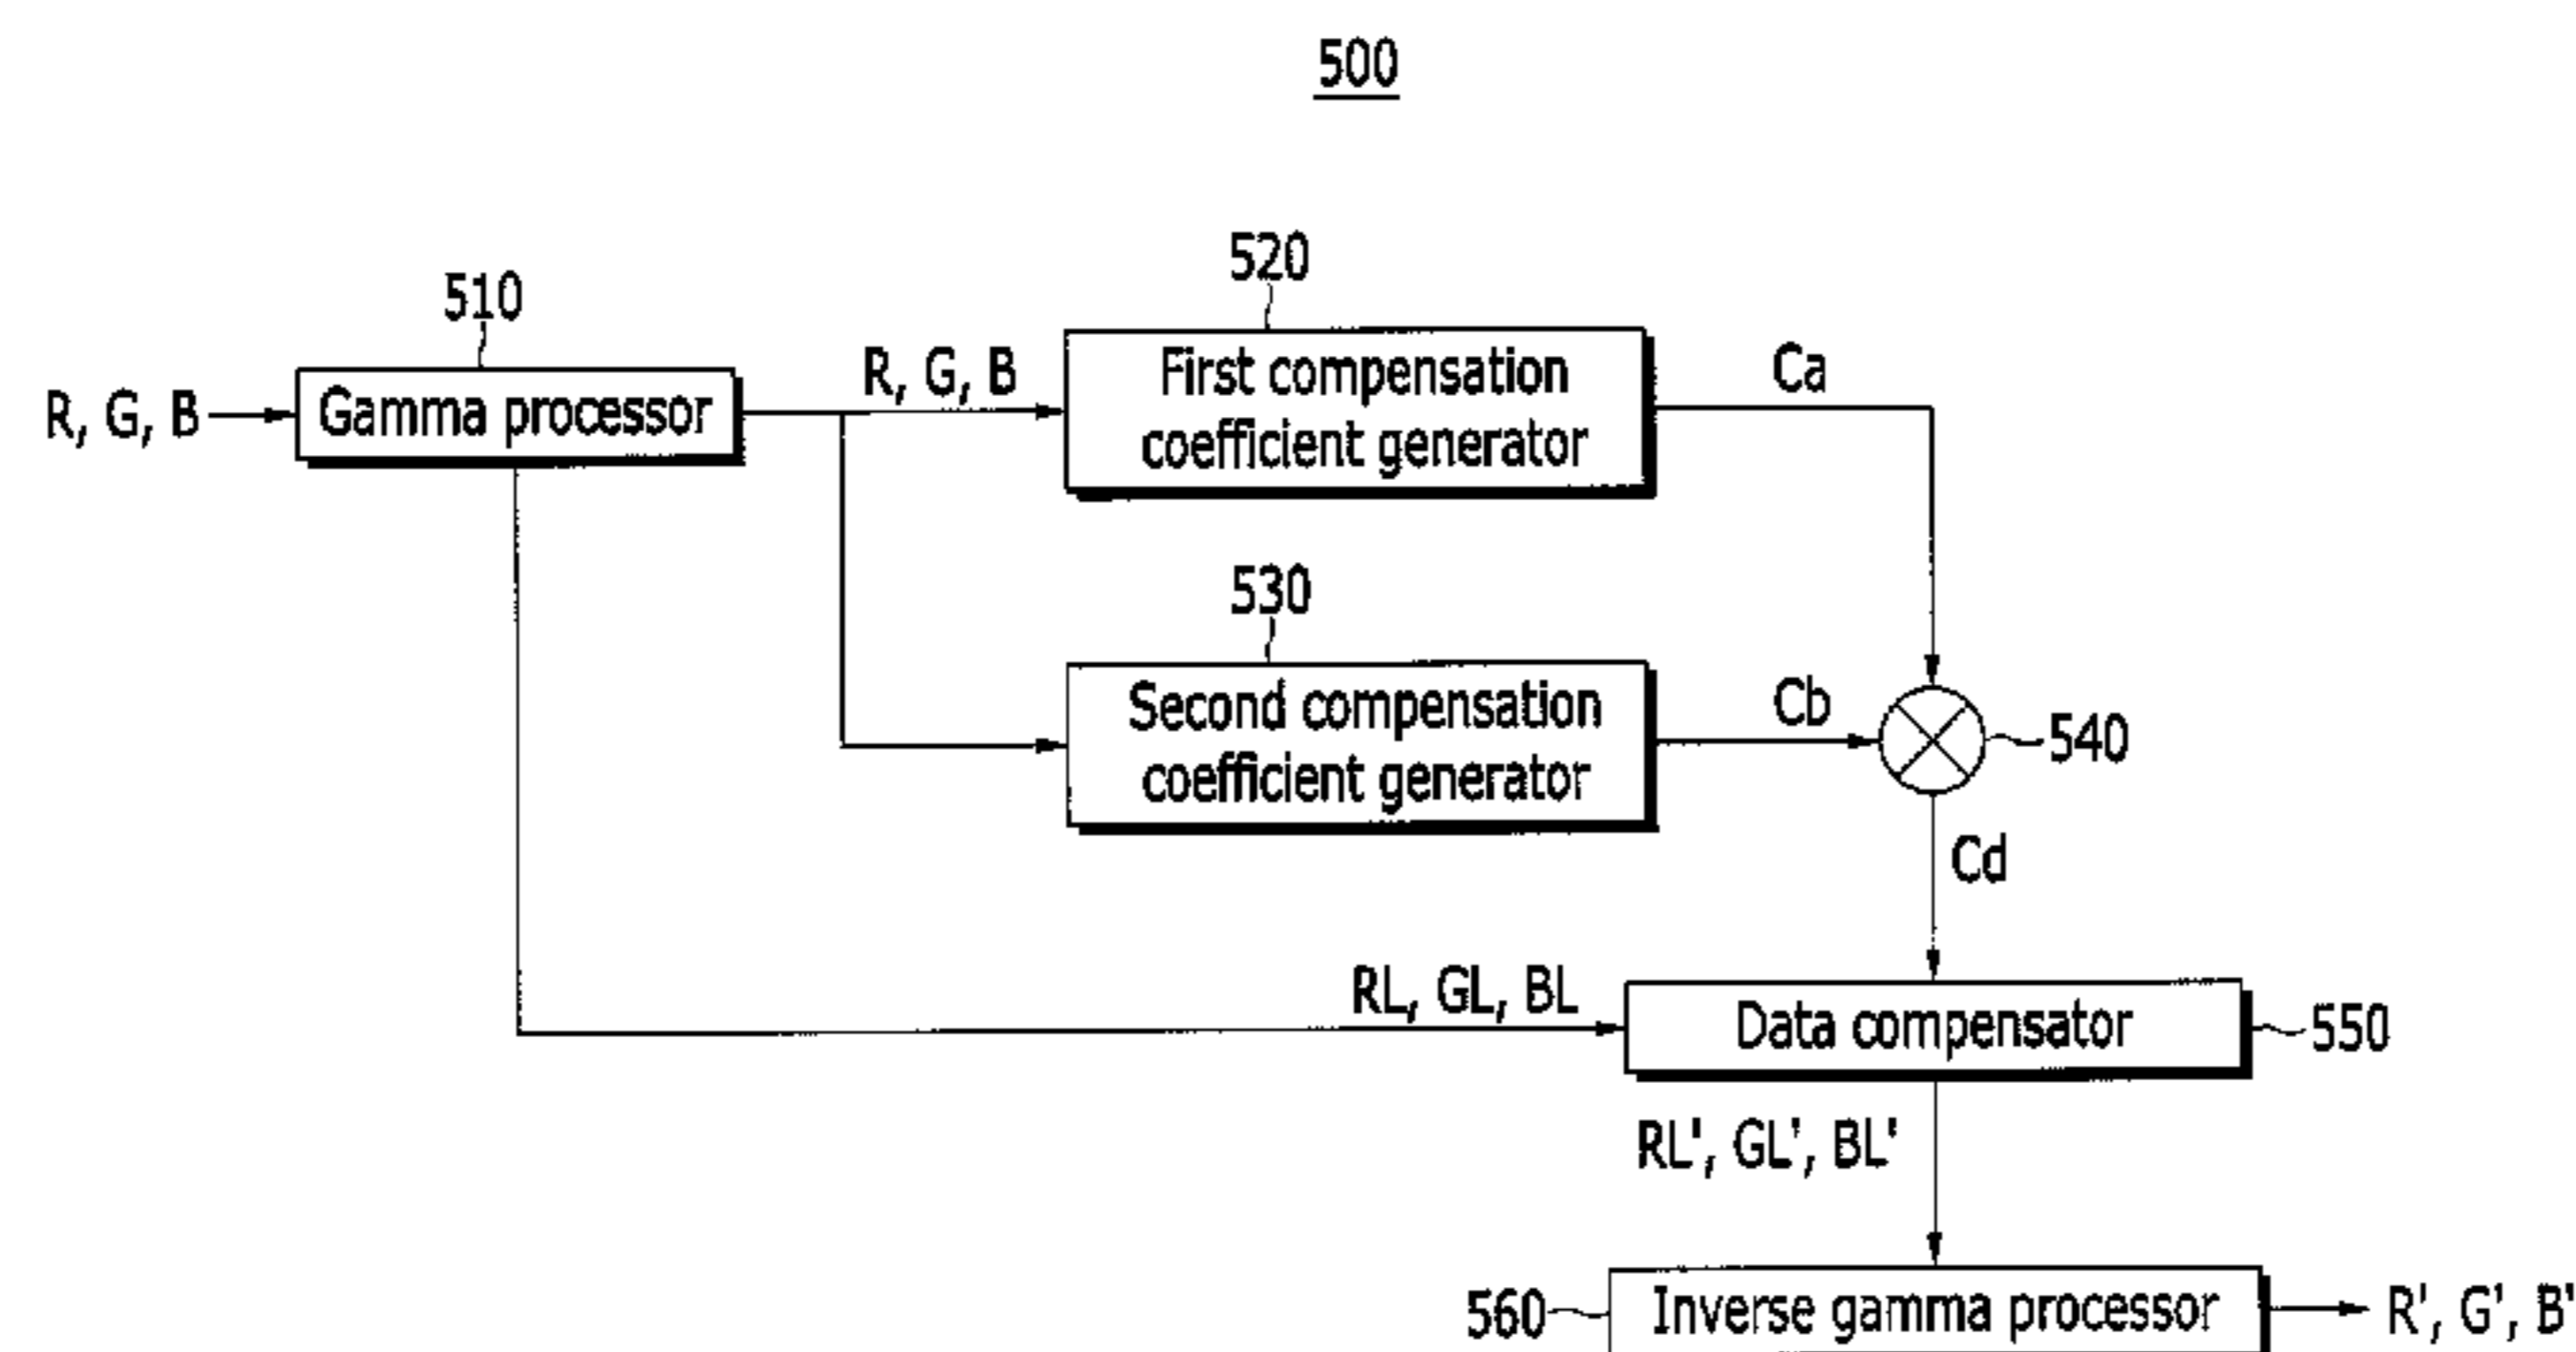 500
510
520
R, G, B
Gamma processor
R, G, B
First compensation
coefficient generator
Ca
530
Second compensation
coefficient generator
Cb
540
Cd
RL, GL, BL
Data compensator
550
RL', GL', BL'
560
Inverse gamma processor
R', G', B'